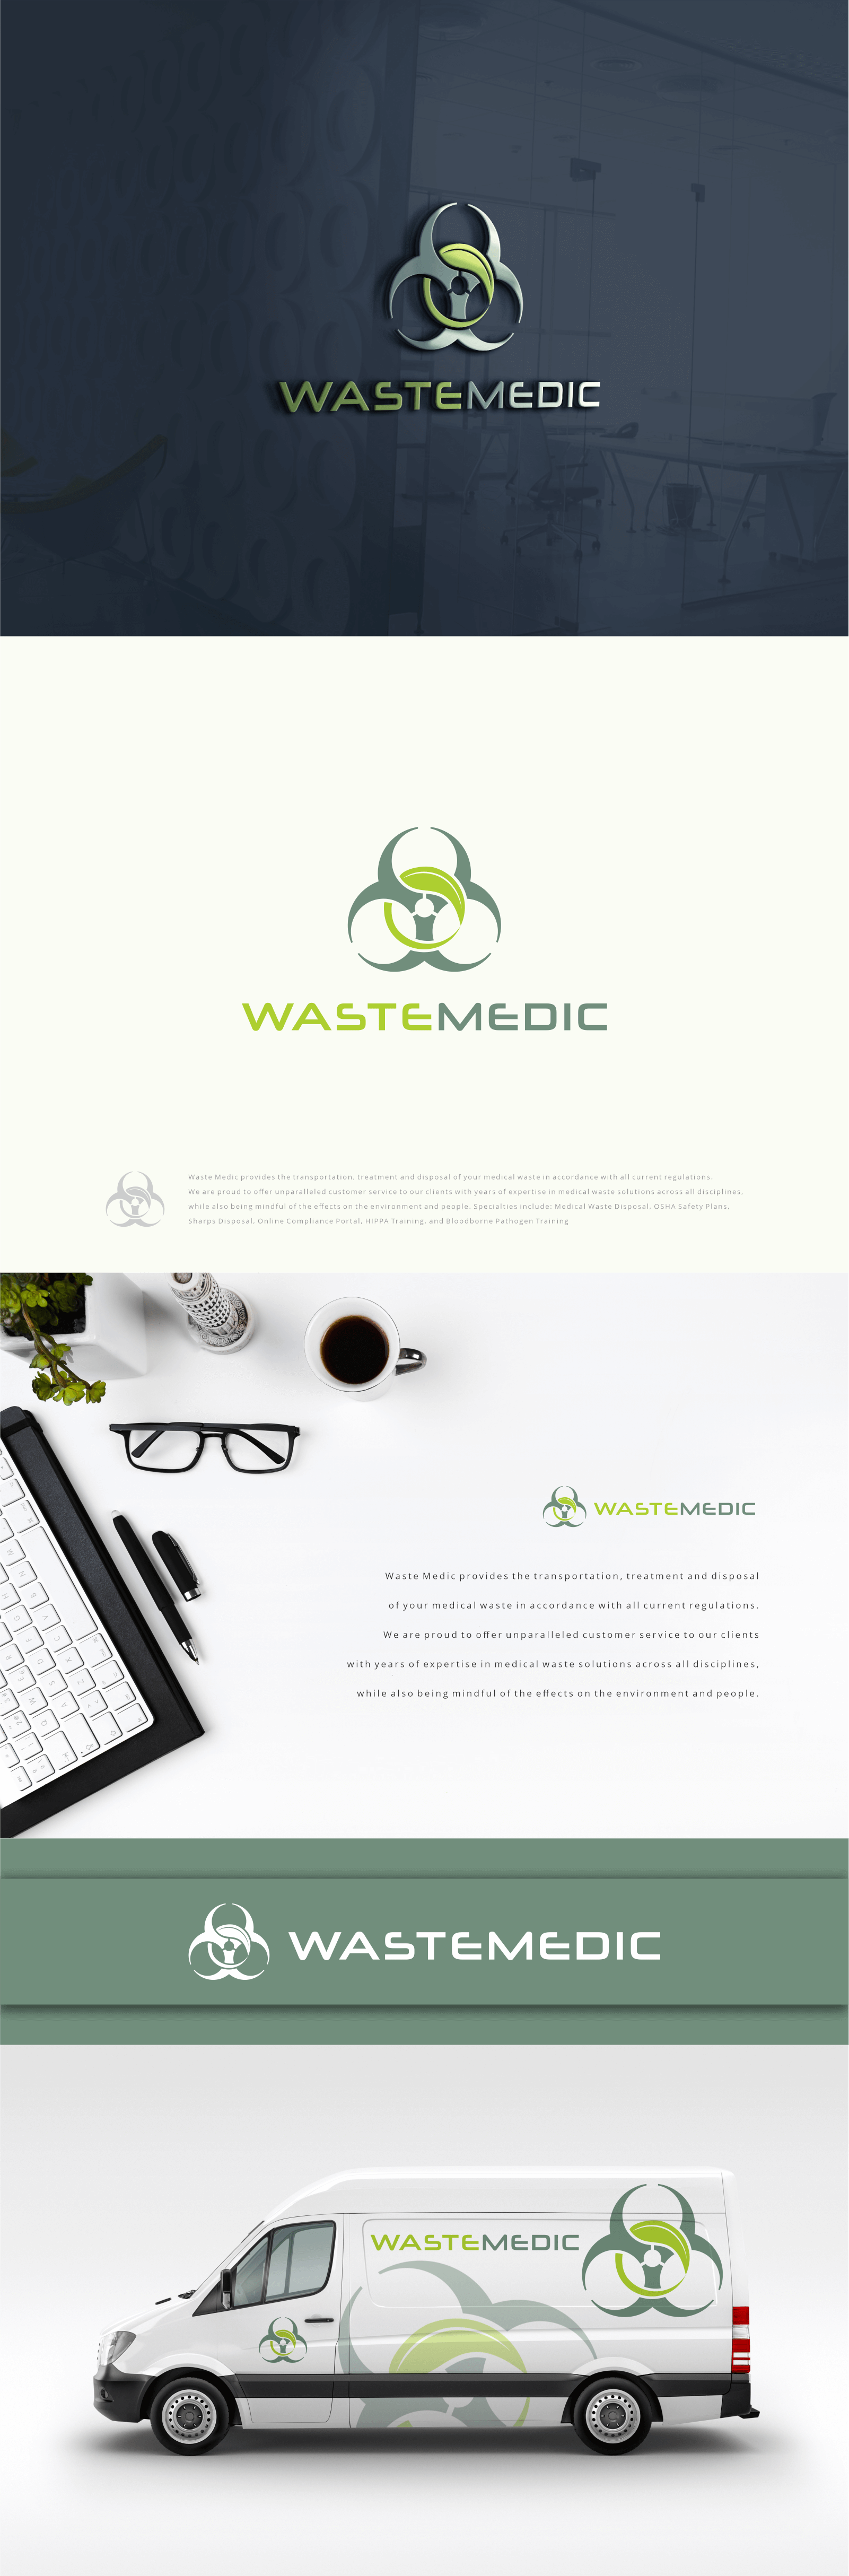 WASTEMEDIC
WASTEMEDIC
Waste Medic provides the transportation, treatment and disposal of your medical waste in accordance with all current regulations.
We are proud to offer unparalleled customer service to our clients with years of expertise in medical waste solutions across all disciplines,
while also being mindful of the effects on the environment and people. Specialties include: Medical Waste Disposal, OSHA Safety Plans,
Sharps Disposal, Online Compliance Portal, HIPPA Training, and Bloodborne Pathogen Training
WASTEMEDIC
Waste Medic provides the transportation, treatment and disposal
of your medical waste in accordance with all current regulations.
We are proud to offer unparalleled customer service to our clients
with years of expertise in medical waste solutions across all disciplines,
while also being mindful of the effects on the environment and people.
WASTEMEDIC
WASTEMEDIC